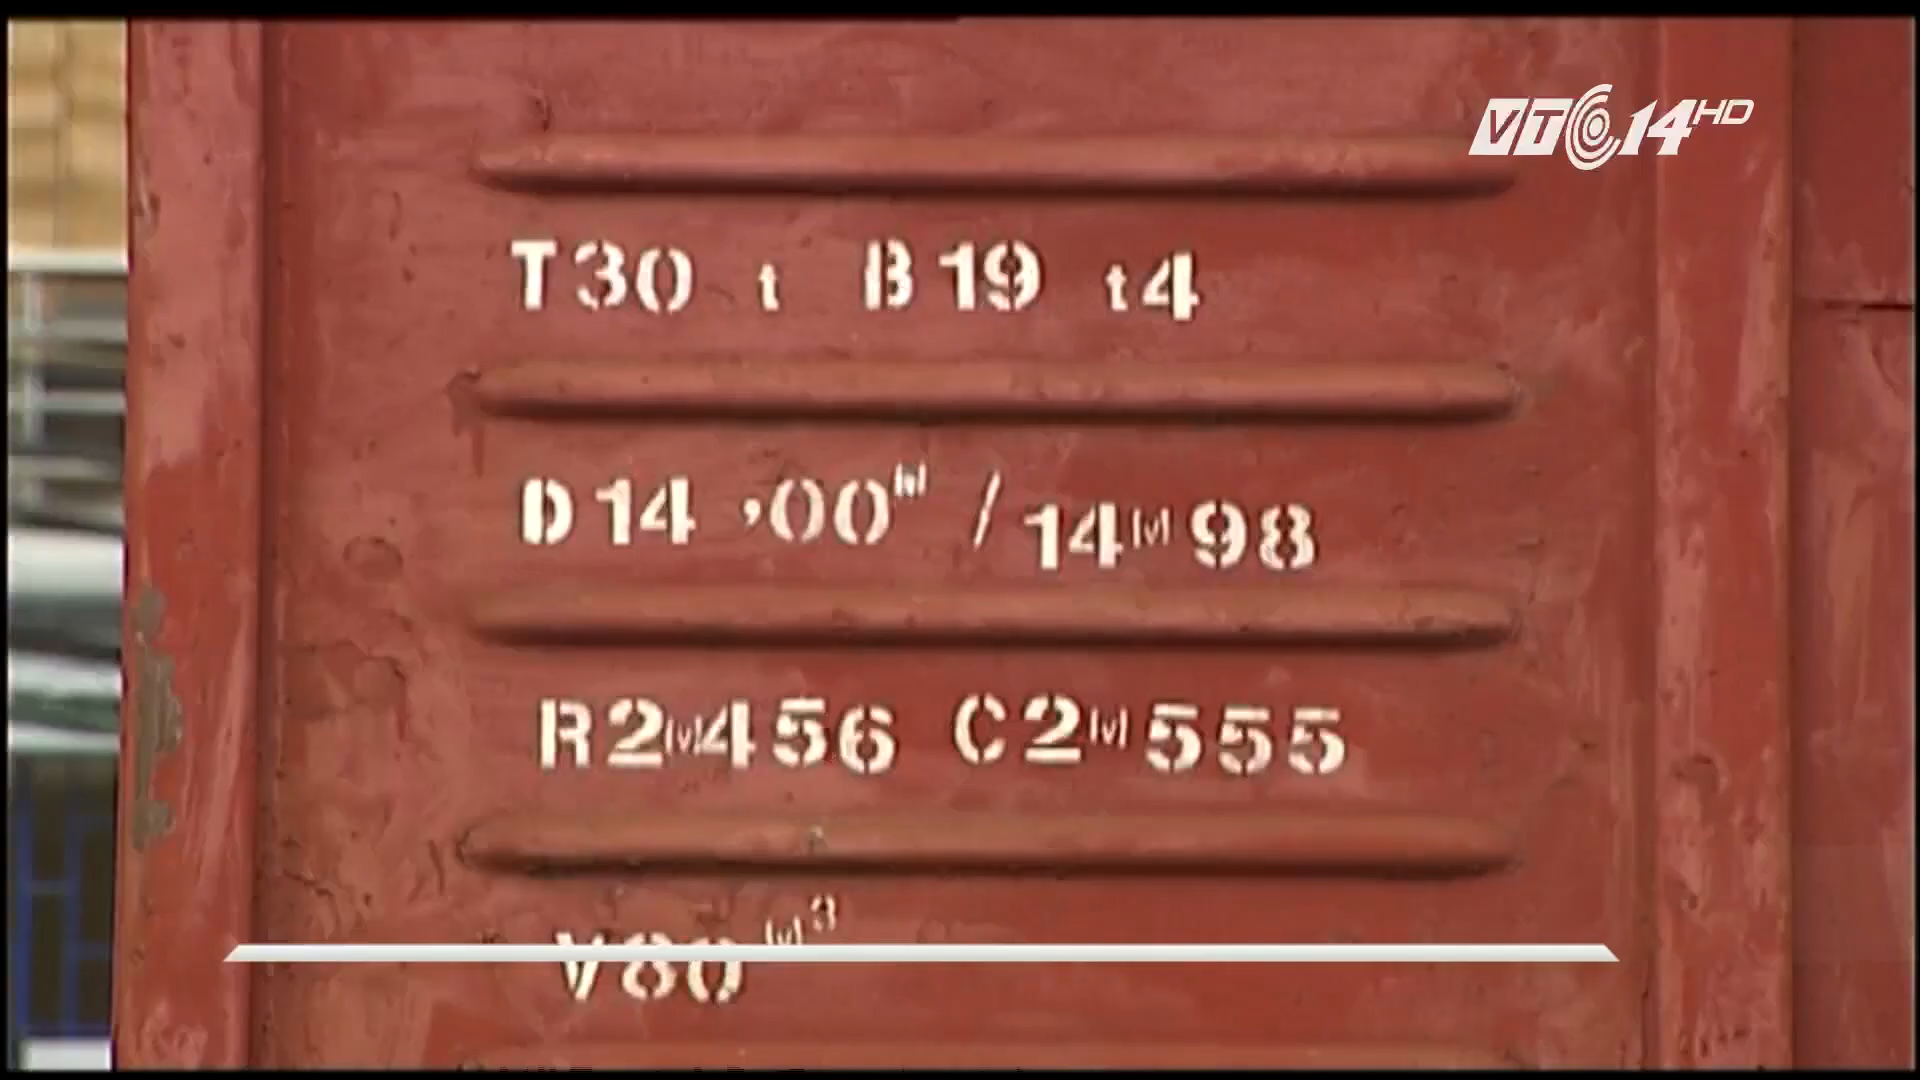 VTC14HD
T30 t B19 t4
D14,00M / 14M98
R2M456 C2M555
V80M3